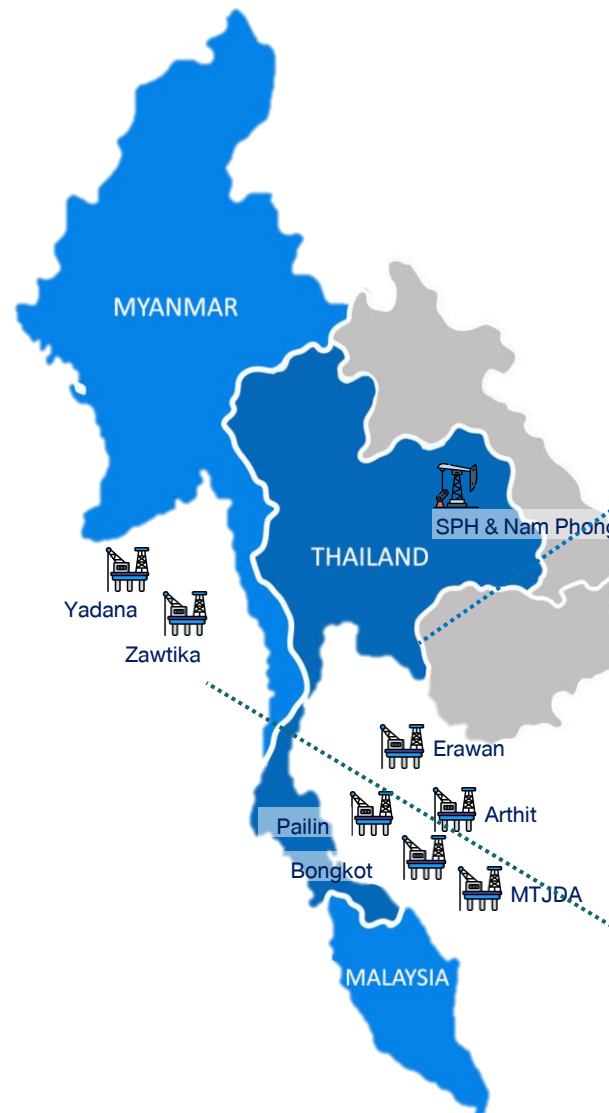 MYANMAR
SPH & Nam Phong
THAILAND
Yadana
Zawtika
Erawan
Arthit
Pailin
Bongkot
MTJDA
MALAYSIA